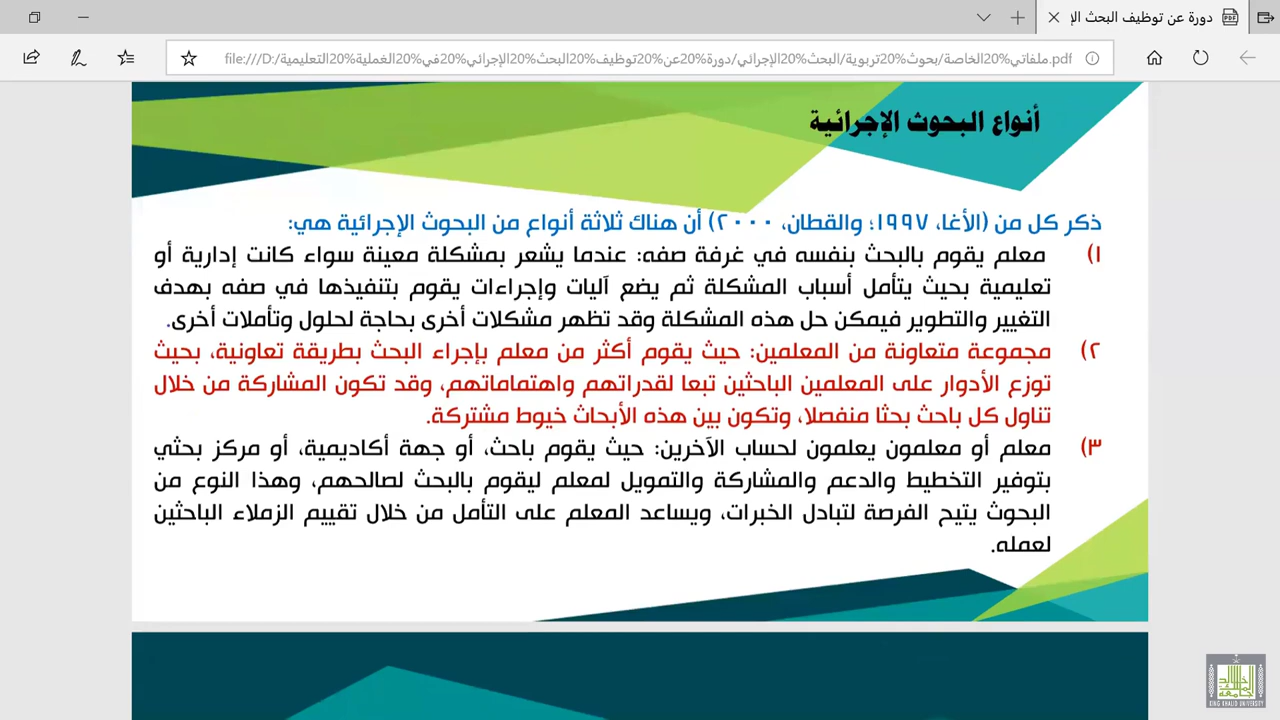 دورة عن توظيف البحث الإ
file:///D:/ملفاتي%20الخاصة/بحوث%20تربوية/البحث%20الإجرائي/دورة%20عن%20توظيف%20البحث%20الإجرائي%20في%20الغملية%20التعليمية.pdf
أنواع البحوث الإجرائية
ذكر كل من (الأغا، ١٩٩٧؛ والقطان، ٢٠٠٠) أن هناك ثلاثة أنواع من البحوث الإجرائية هي:
١) معلم يقوم بالبحث بنفسه في غرفة صفه: عندما يشعر بمشكلة معينة سواء كانت إدارية أو
تعليمية بحيث يتأمل أسباب المشكلة ثم يضع آليات وإجراءات يقوم بتنفيذها في صفه بهدف
التغيير والتطوير فيمكن حل هذه المشكلة وقد تظهر مشكلات أخرى بحاجة لحلول وتأملات أخرى.
٢) مجموعة متعاونة من المعلمين: حيث يقوم أكثر من معلم بإجراء البحث بطريقة تعاونية، بحيث
توزع الأدوار على المعلمين الباحثين تبعا لقدراتهم واهتماماتهم، وقد تكون المشاركة من خلال
تناول كل باحث بحثا منفصلا، وتكون بين هذه الأبحاث خيوط مشتركة.
٣) معلم أو معلمون يعلمون لحساب الآخرين: حيث يقوم باحث، أو جهة أكاديمية، أو مركز بحثي
بتوفير التخطيط والدعم والمشاركة والتمويل لمعلم ليقوم بالبحث لصالحهم، وهذا النوع من
البحوث يتيح الفرصة لتبادل الخبرات، ويساعد المعلم على التأمل من خلال تقييم الزملاء الباحثين
لعمله.
KING KHALID UNIVERSITY